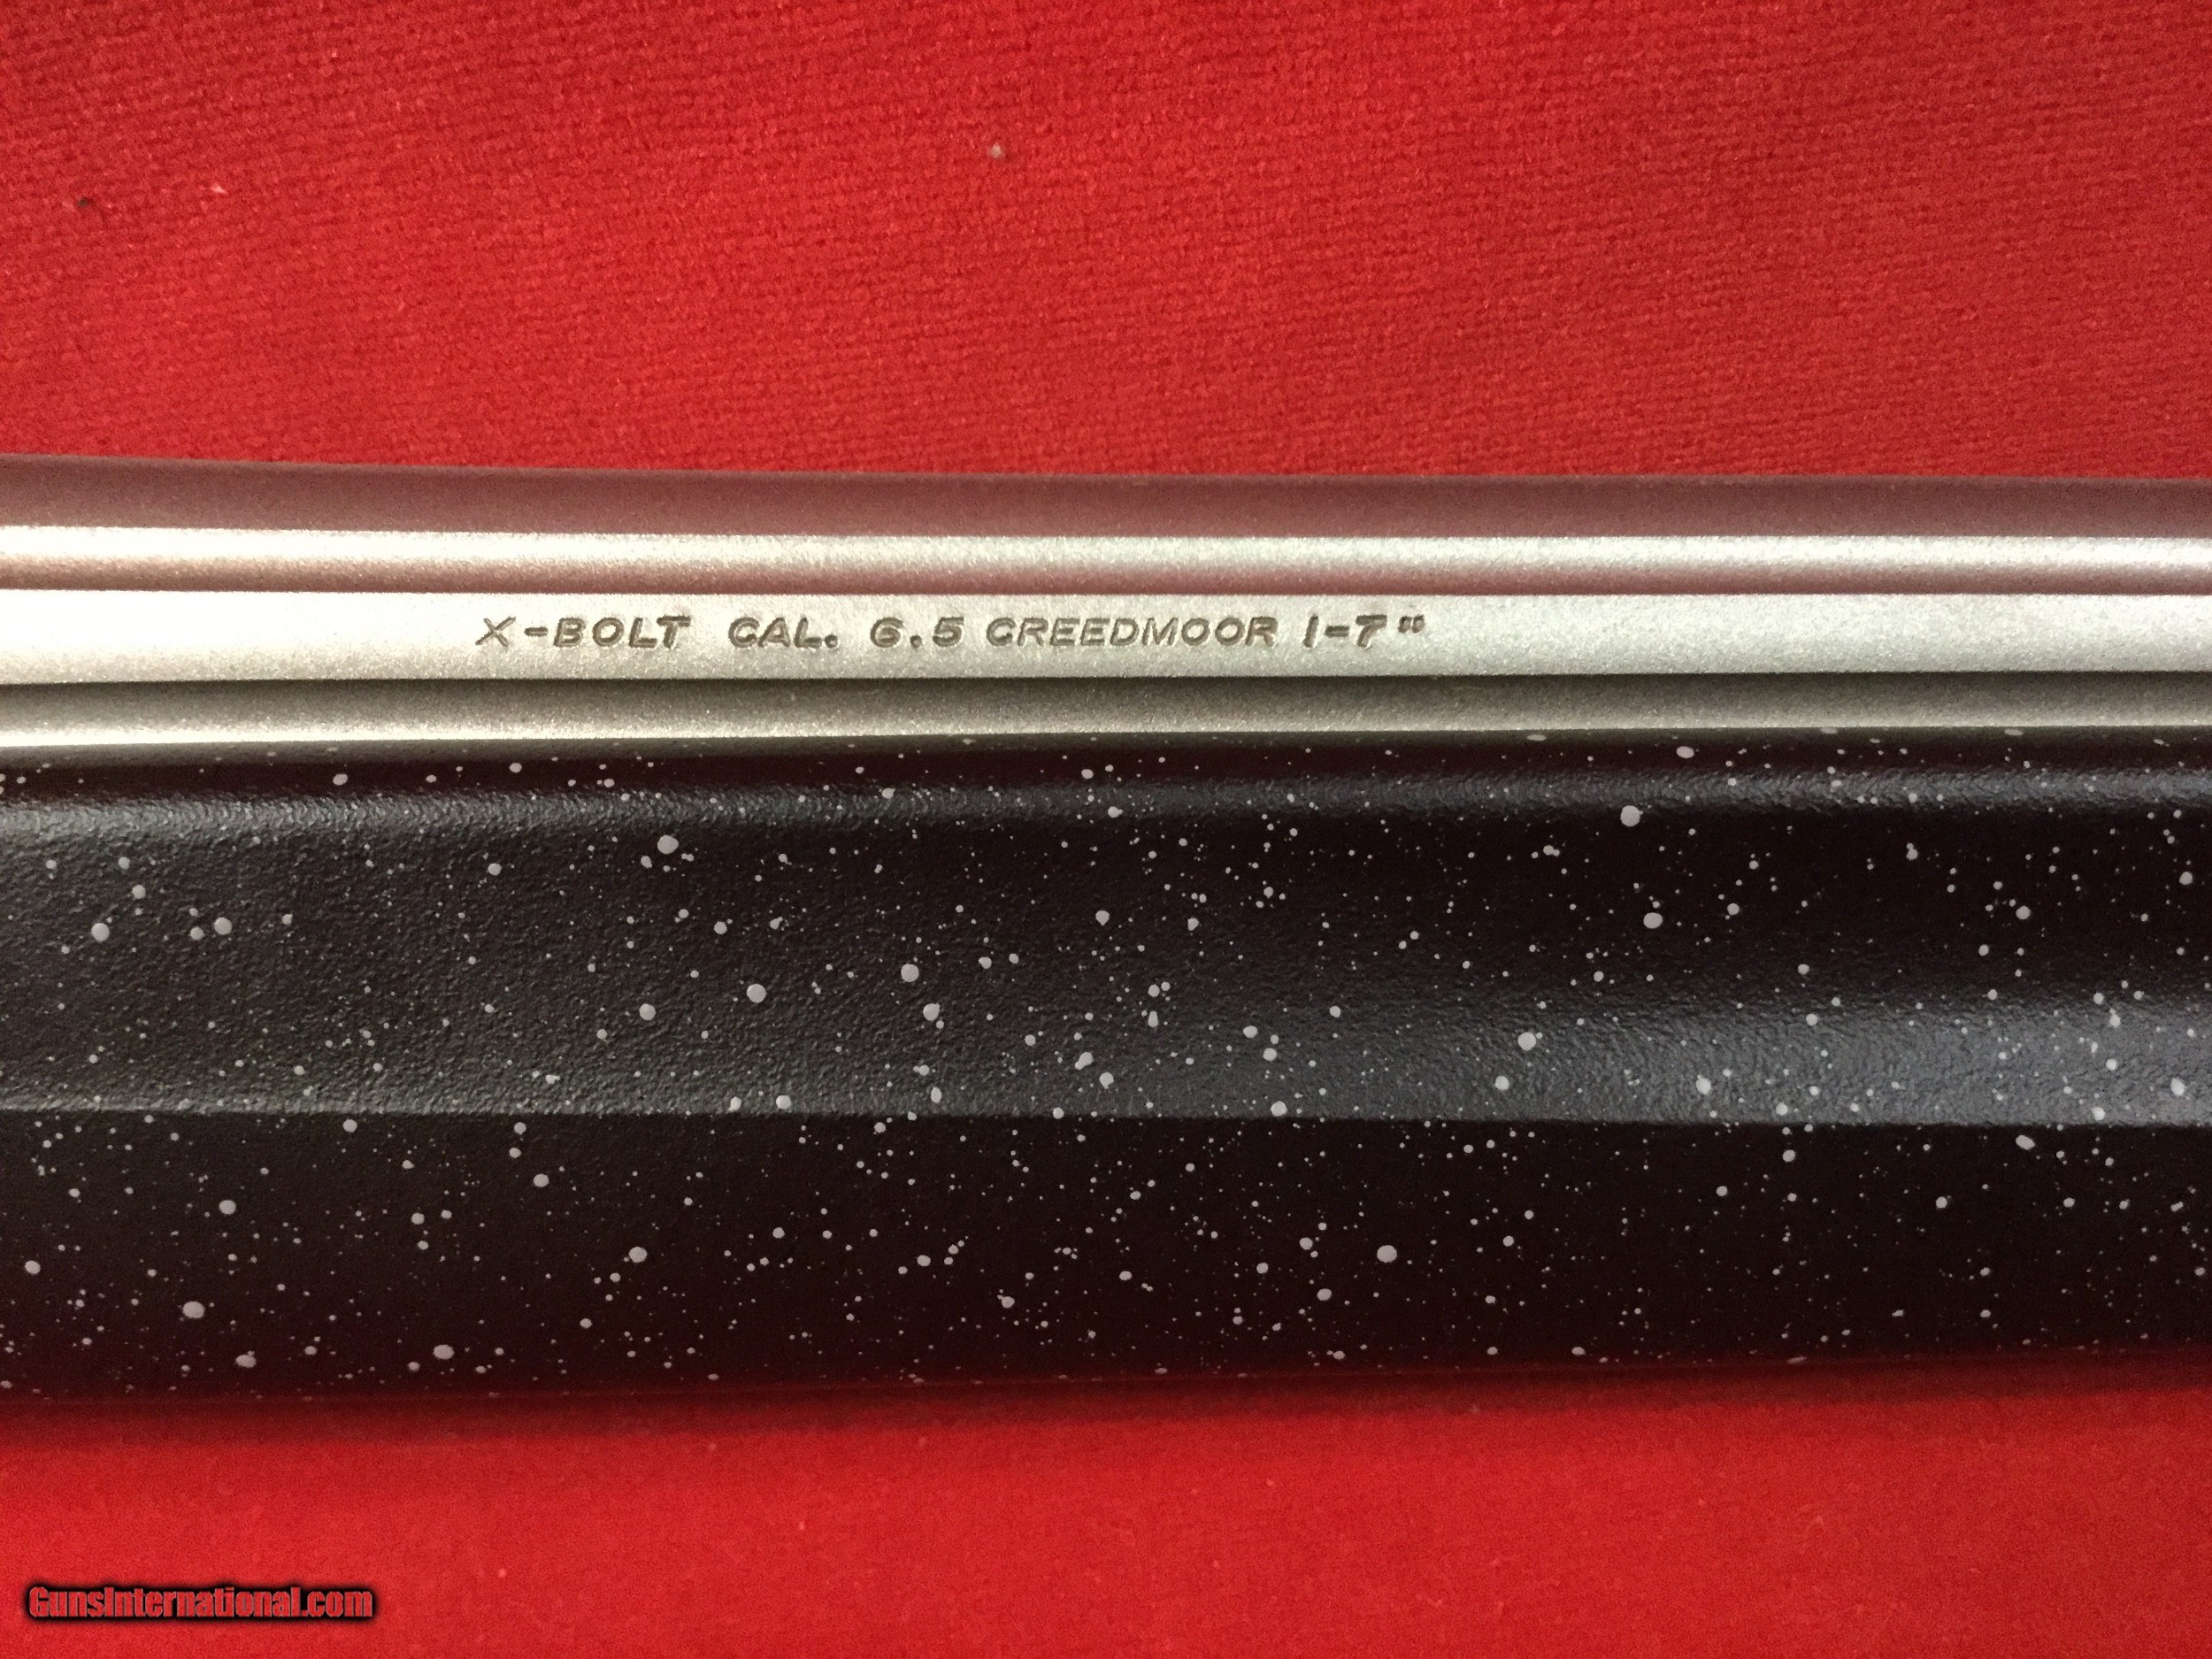 X-BOLT CAL. 6.5 CREEDMOOR 1-7"
GunsInternational.com